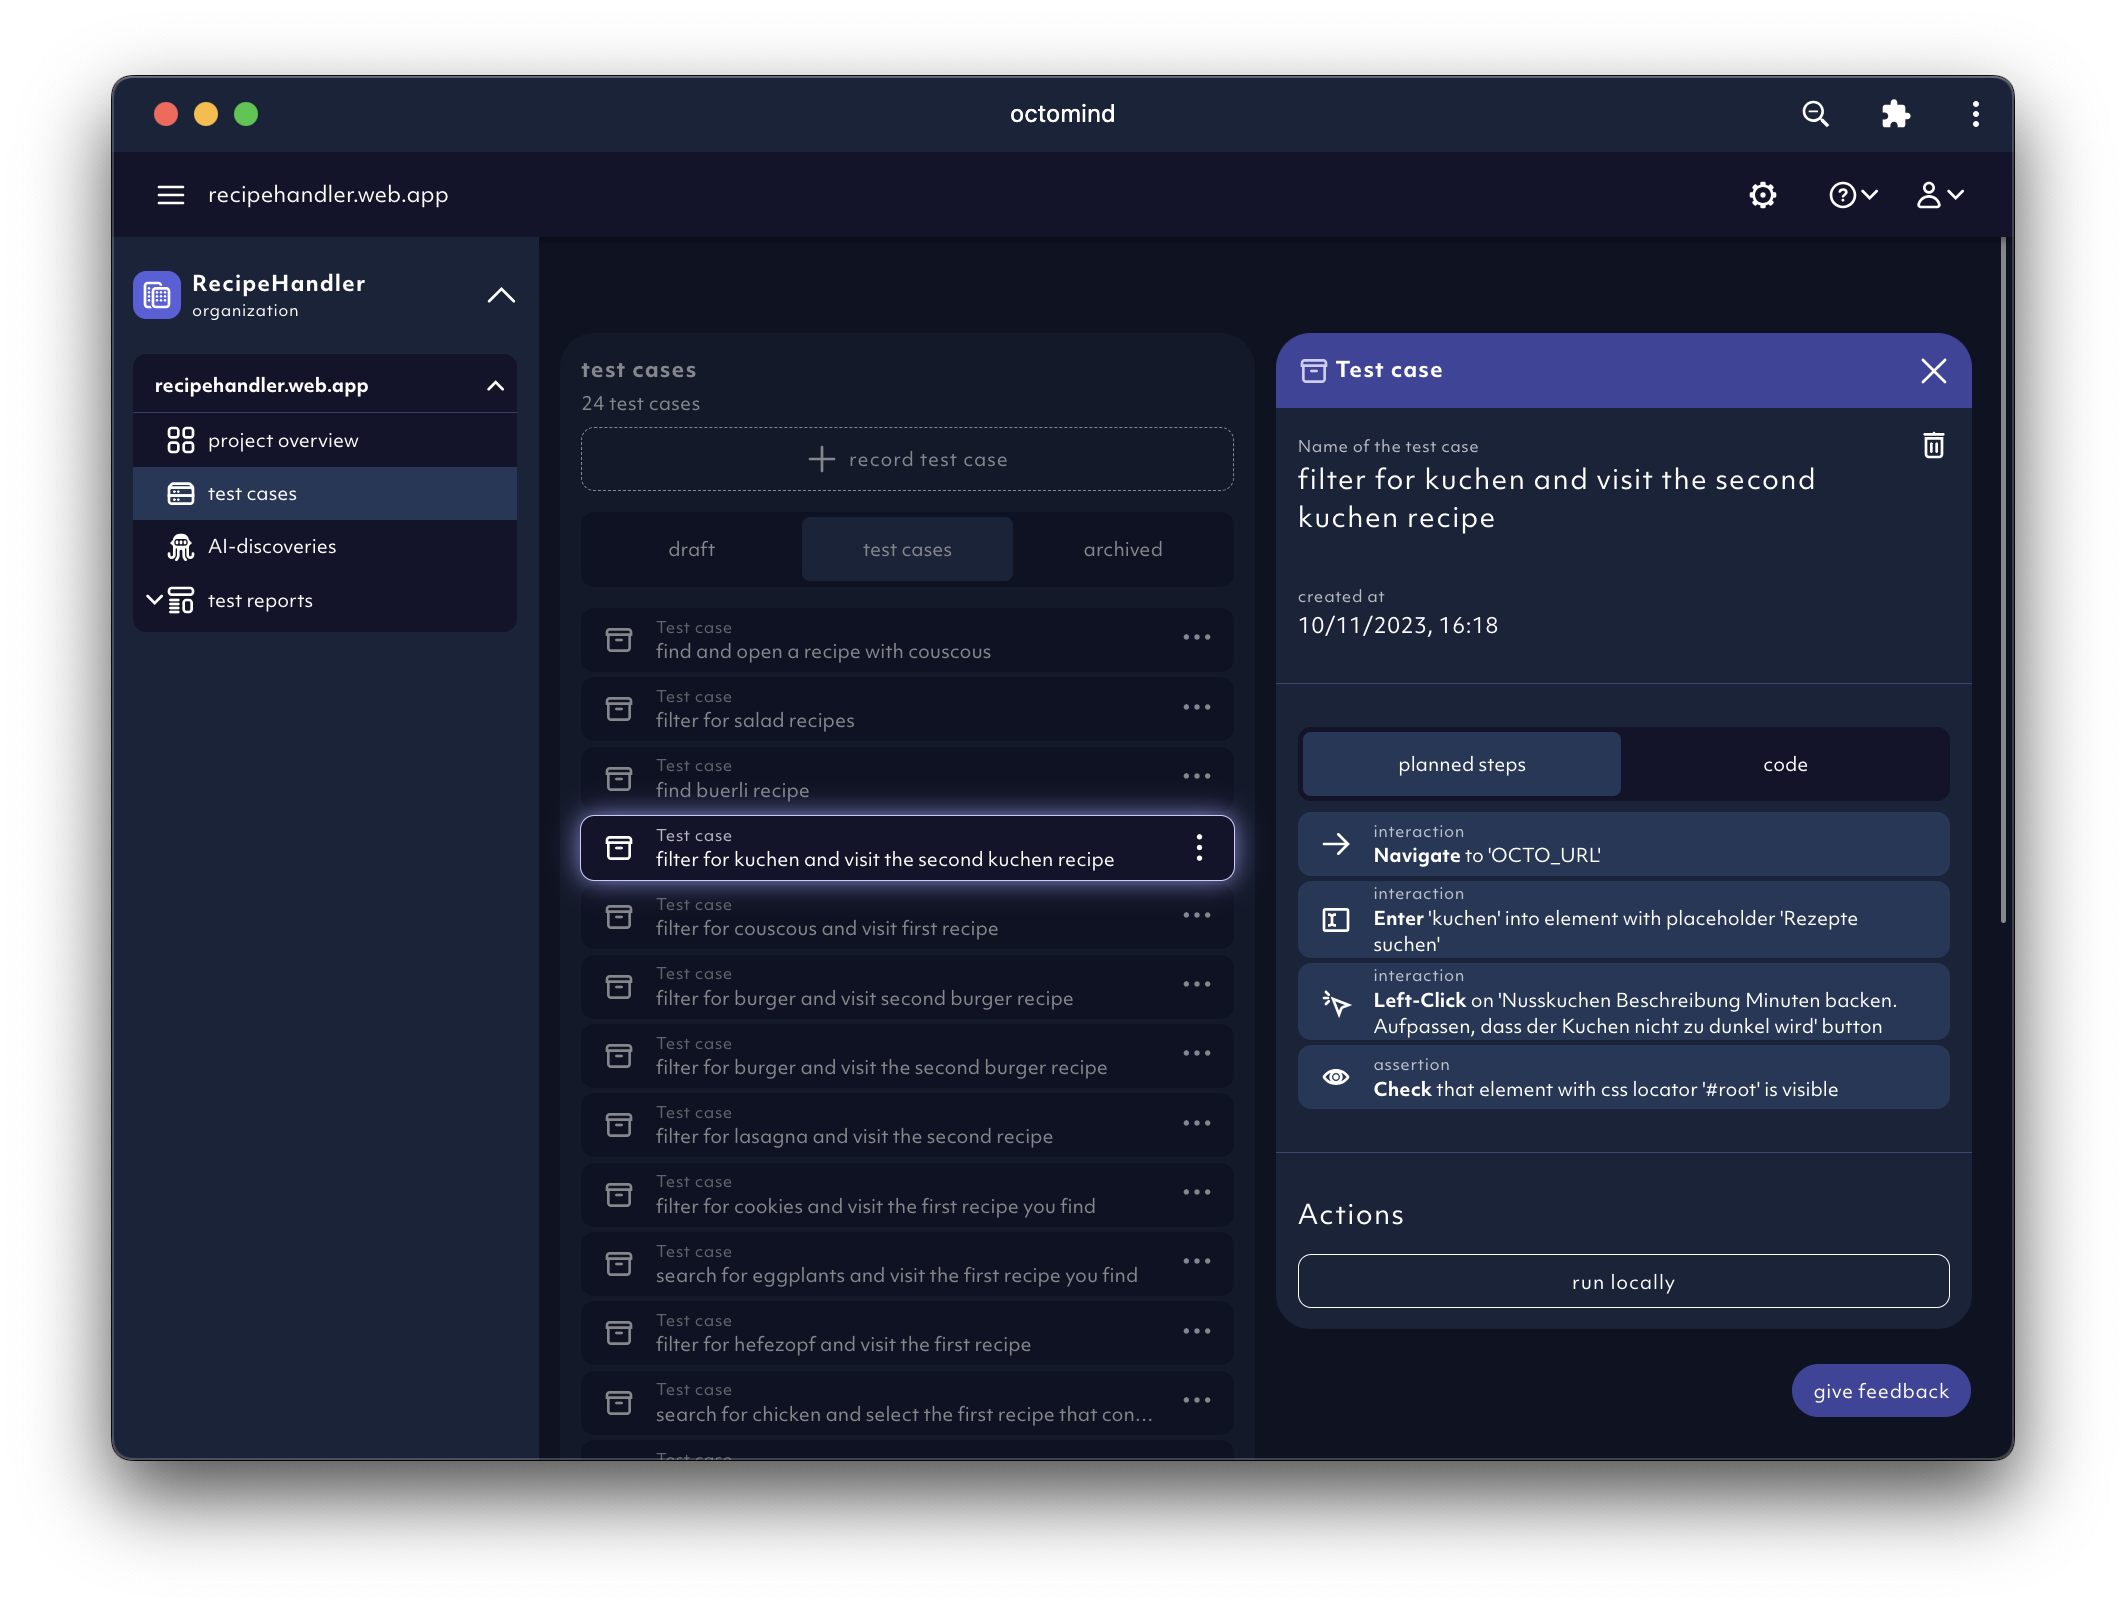 octomind
recipehandler.web.app
RecipeHandler
organization
recipehandler.web.app
project overview
test cases
AI-discoveries
test reports
test cases
24 test cases
record test case
draft
test cases
archived
Test case
find and open a recipe with couscous
Test case
filter for salad recipes
Test case
find buerli recipe
Test case
filter for kuchen and visit the second kuchen recipe
Test case
filter for couscous and visit first recipe
Test case
filter for burger and visit second burger recipe
Test case
filter for burger and visit the second burger recipe
Test case
filter for lasagna and visit the second recipe
Test case
filter for cookies and visit the first recipe you find
Test case
search for eggplants and visit the first recipe you find
Test case
filter for hefezopf and visit the first recipe
Test case
search for chicken and select the first recipe that con...
Test case
Test case
Name of the test case
filter for kuchen and visit the second
kuchen recipe
created at
10/11/2023, 16:18
planned steps
code
interaction
Navigate to 'OCTO_URL'
interaction
Enter 'kuchen' into element with placeholder 'Rezepte
suchen'
interaction
Left-Click on 'Nusskuchen Beschreibung Minuten backen.
Aufpassen, dass der Kuchen nicht zu dunkel wird' button
assertion
Check that element with css locator '#root' is visible
Actions
run locally
give feedback